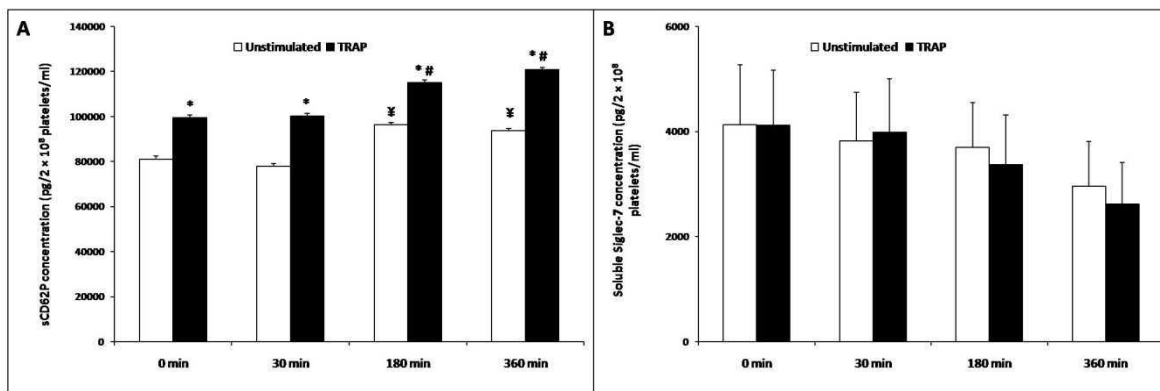 A
Unstimulated TRAP
sCD62P concentration (pg/2 × 10⁸ platelets/ml)
140000
120000
100000
80000
60000
40000
20000
0
* * ¥ *# ¥ *#
0 min 30 min 180 min 360 min
B
Unstimulated TRAP
Soluble Siglec-7 concentration (pg/2 × 10⁸
platelets/ml)
6000
4000
2000
0
0 min 30 min 180 min 360 min